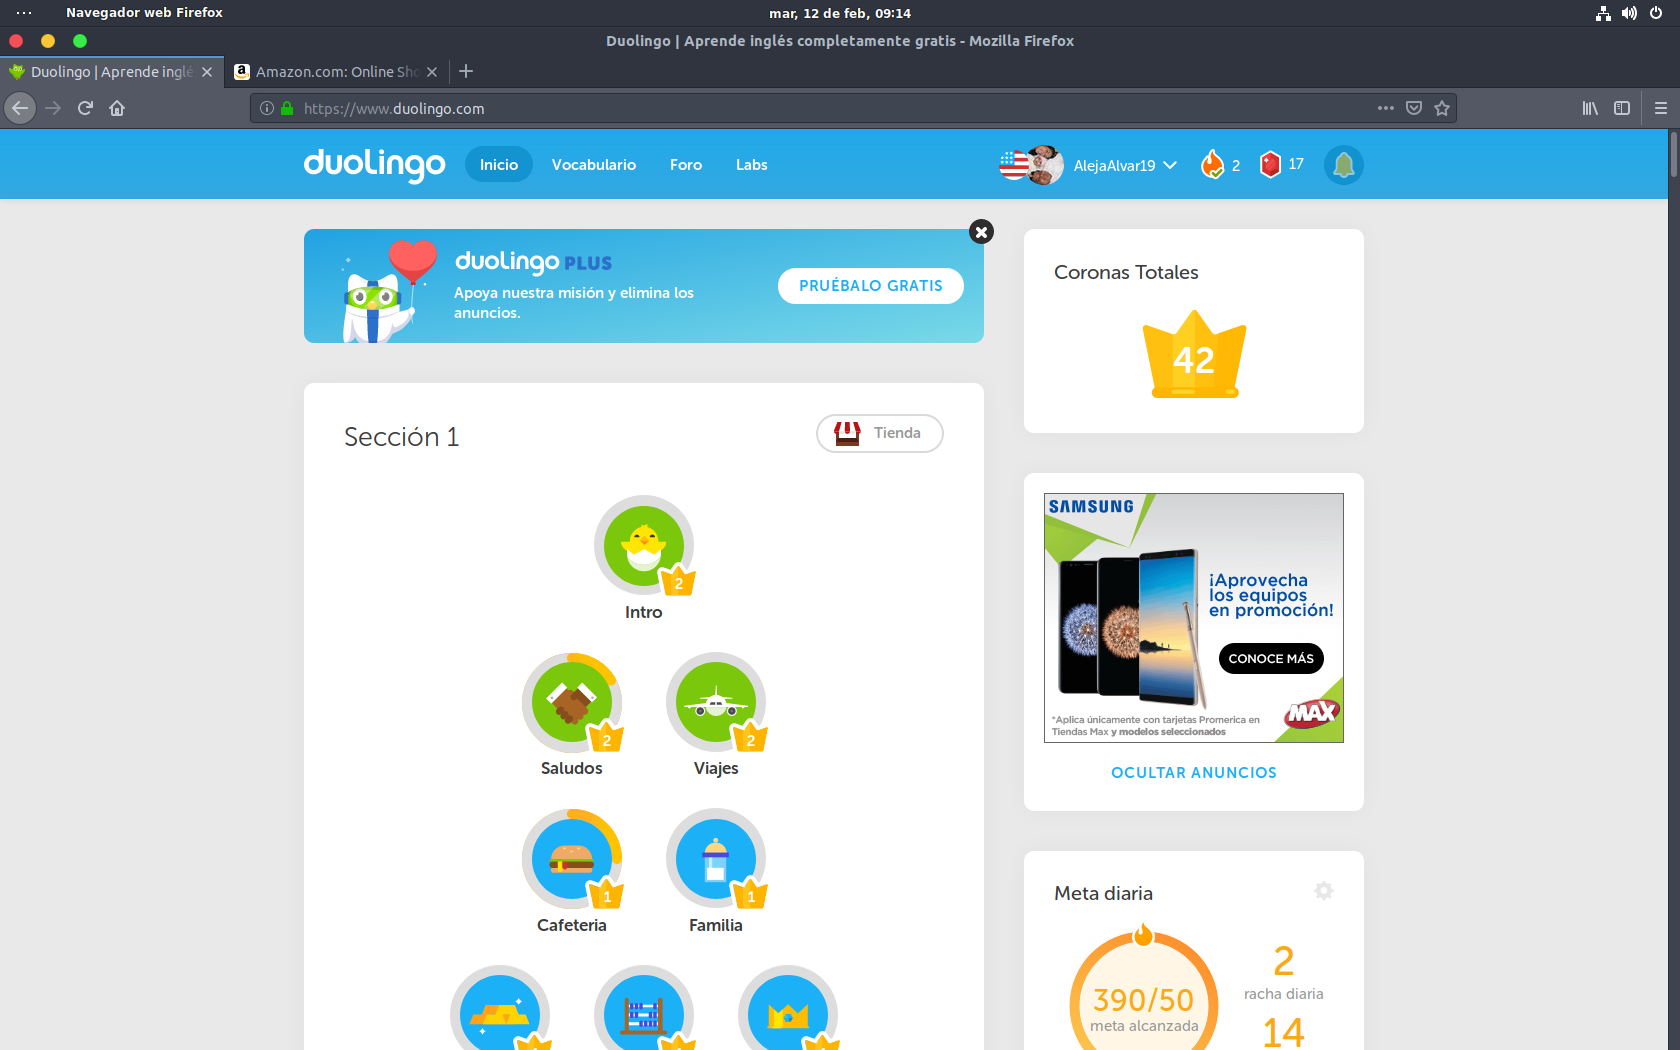 Navegador web Firefox
mar, 12 de feb, 09:14
Duolingo | Aprende inglés completamente gratis - Mozilla Firefox
Duolingo | Aprende inglé
Amazon.com: Online Sho
https://www.duolingo.com
duolingo
Inicio
Vocabulario
Foro
Labs
AlejaAlvar19
2
17
duolingo PLUS
Apoya nuestra misión y elimina los
anuncios.
PRUÉBALO GRATIS
Coronas Totales
42
Sección 1
Tienda
2
Intro
2
Saludos
2
Viajes
1
Cafeteria
1
Familia
SAMSUNG
¡Aprovecha
los equipos
en promoción!
CONOCE MÁS
MAX
*Aplica únicamente con tarjetas Promerica en
Tiendas Max y modelos seleccionados
OCULTAR ANUNCIOS
Meta diaria
390/50
meta alcanzada
2
racha diaria
14